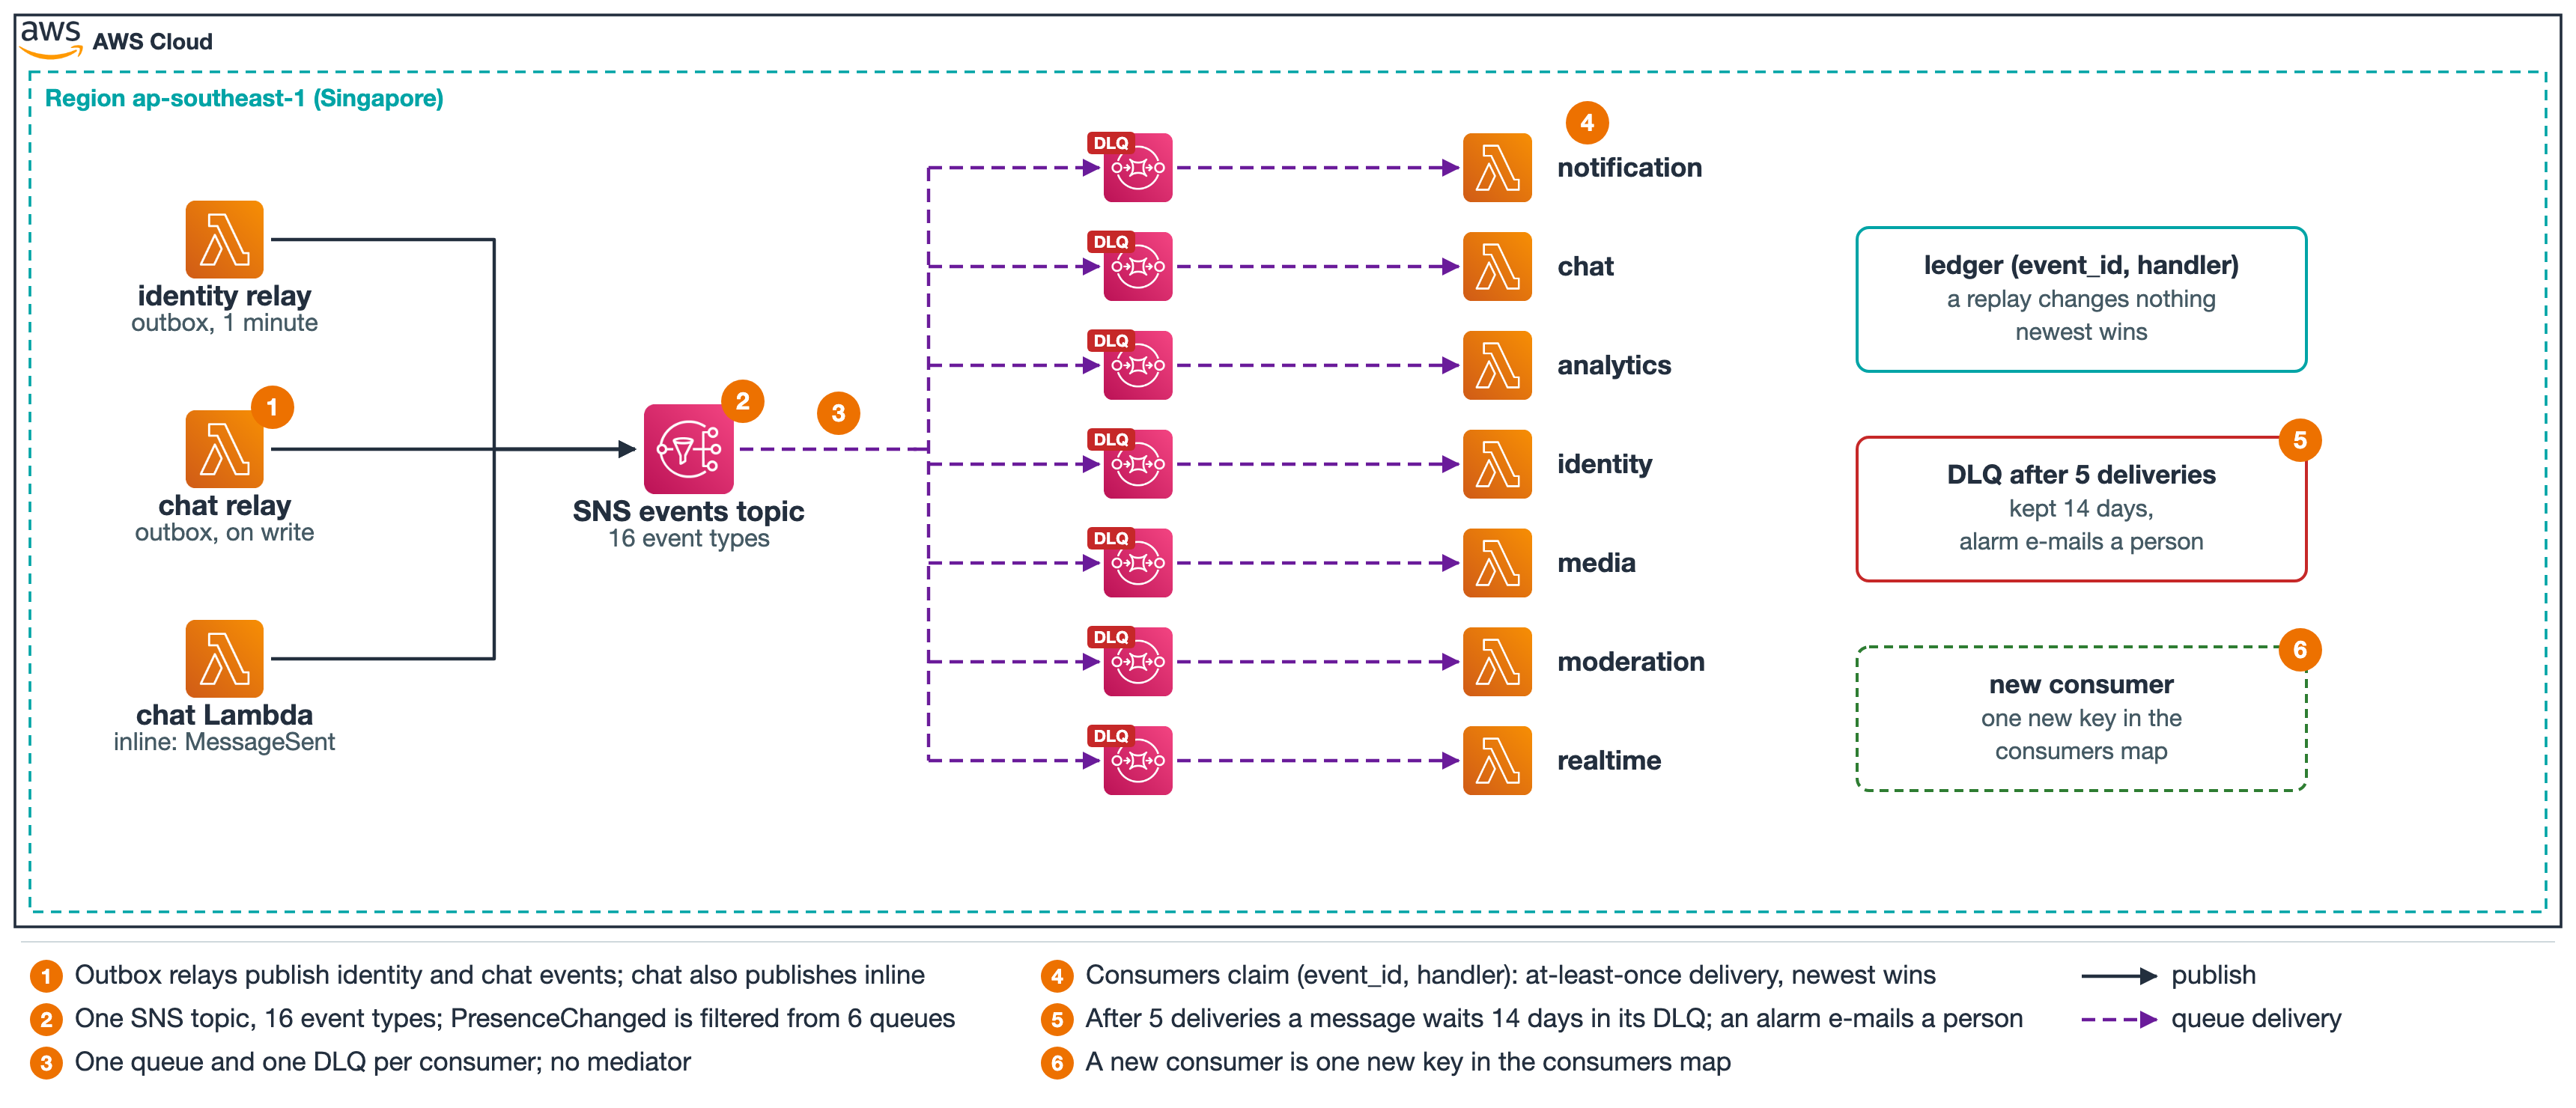 aws
AWS Cloud
Region ap-southeast-1 (Singapore)
identity relay
outbox, 1 minute
1
chat relay
outbox, on write
chat Lambda
inline: MessageSent
2
SNS events topic
16 event types
3
4
DLQ
notification
DLQ
chat
DLQ
analytics
DLQ
identity
DLQ
media
DLQ
moderation
DLQ
realtime
ledger (event_id, handler)
a replay changes nothing
newest wins
5
DLQ after 5 deliveries
kept 14 days,
alarm e-mails a person
6
new consumer
one new key in the
consumers map
1 Outbox relays publish identity and chat events; chat also publishes inline
2 One SNS topic, 16 event types; PresenceChanged is filtered from 6 queues
3 One queue and one DLQ per consumer; no mediator
4 Consumers claim (event_id, handler): at-least-once delivery, newest wins
5 After 5 deliveries a message waits 14 days in its DLQ; an alarm e-mails a person
6 A new consumer is one new key in the consumers map
publish
queue delivery